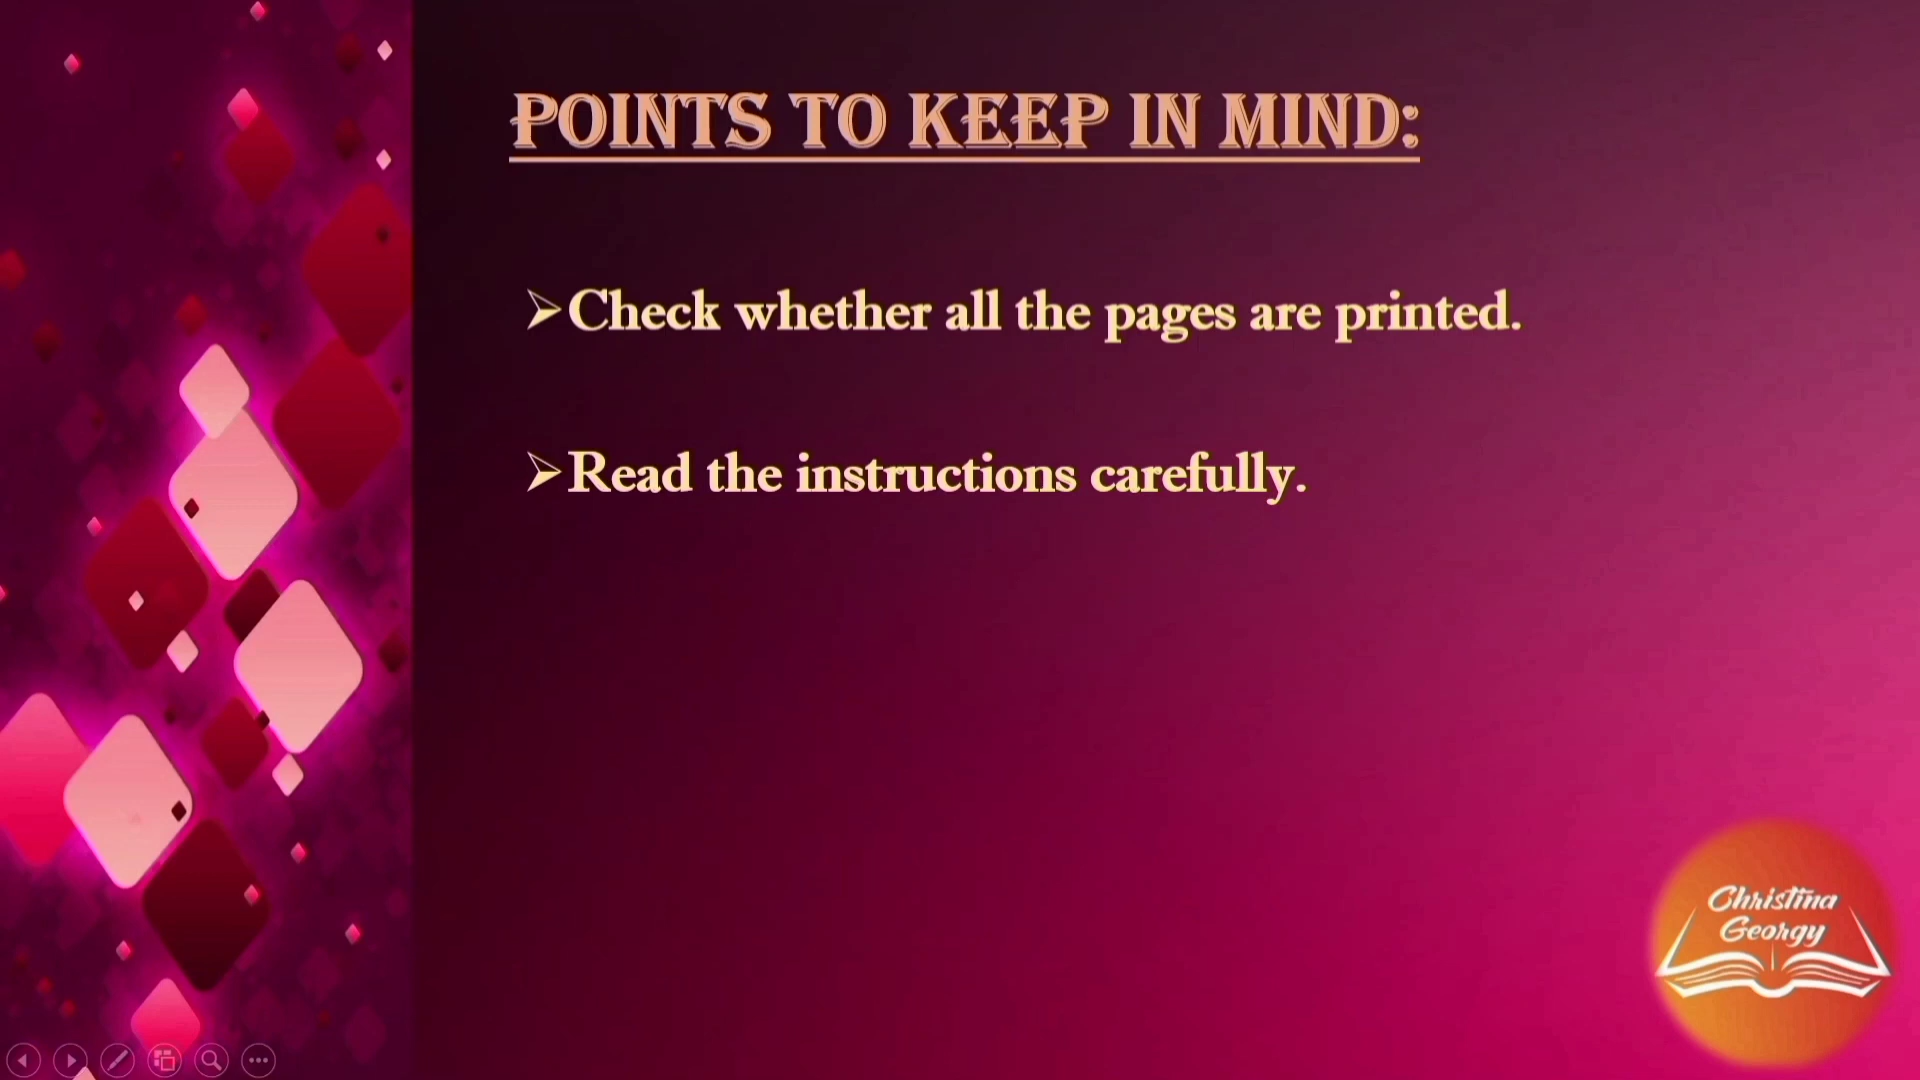 POINTS TO KEEP IN MIND:
➢Check whether all the pages are printed.
➢Read the instructions carefully.
Christina
Georgy